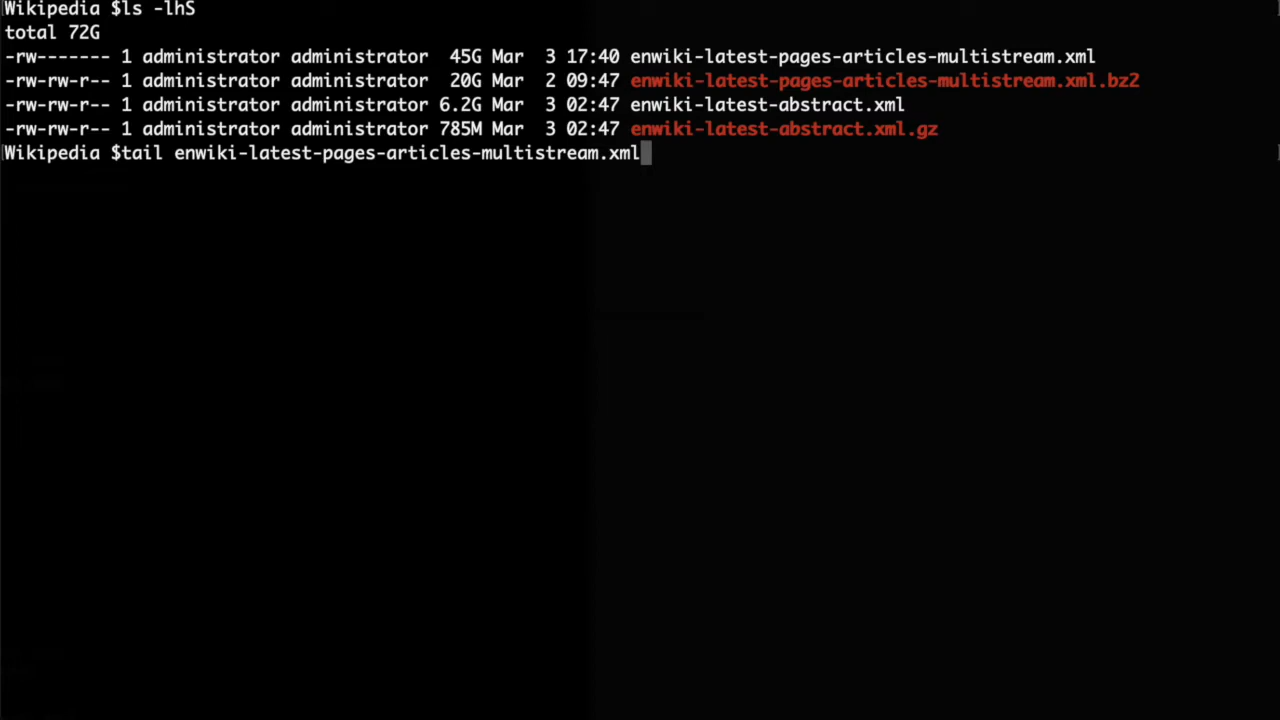 Wikipedia $ls -lhS
total 72G
-rw------- 1 administrator administrator  45G Mar  3 17:40 enwiki-latest-pages-articles-multistream.xml
-rw-rw-r-- 1 administrator administrator  20G Mar  2 09:47 enwiki-latest-pages-articles-multistream.xml.bz2
-rw-rw-r-- 1 administrator administrator 6.2G Mar  3 02:47 enwiki-latest-abstract.xml
-rw-rw-r-- 1 administrator administrator 785M Mar  3 02:47 enwiki-latest-abstract.xml.gz
Wikipedia $tail enwiki-latest-pages-articles-multistream.xml